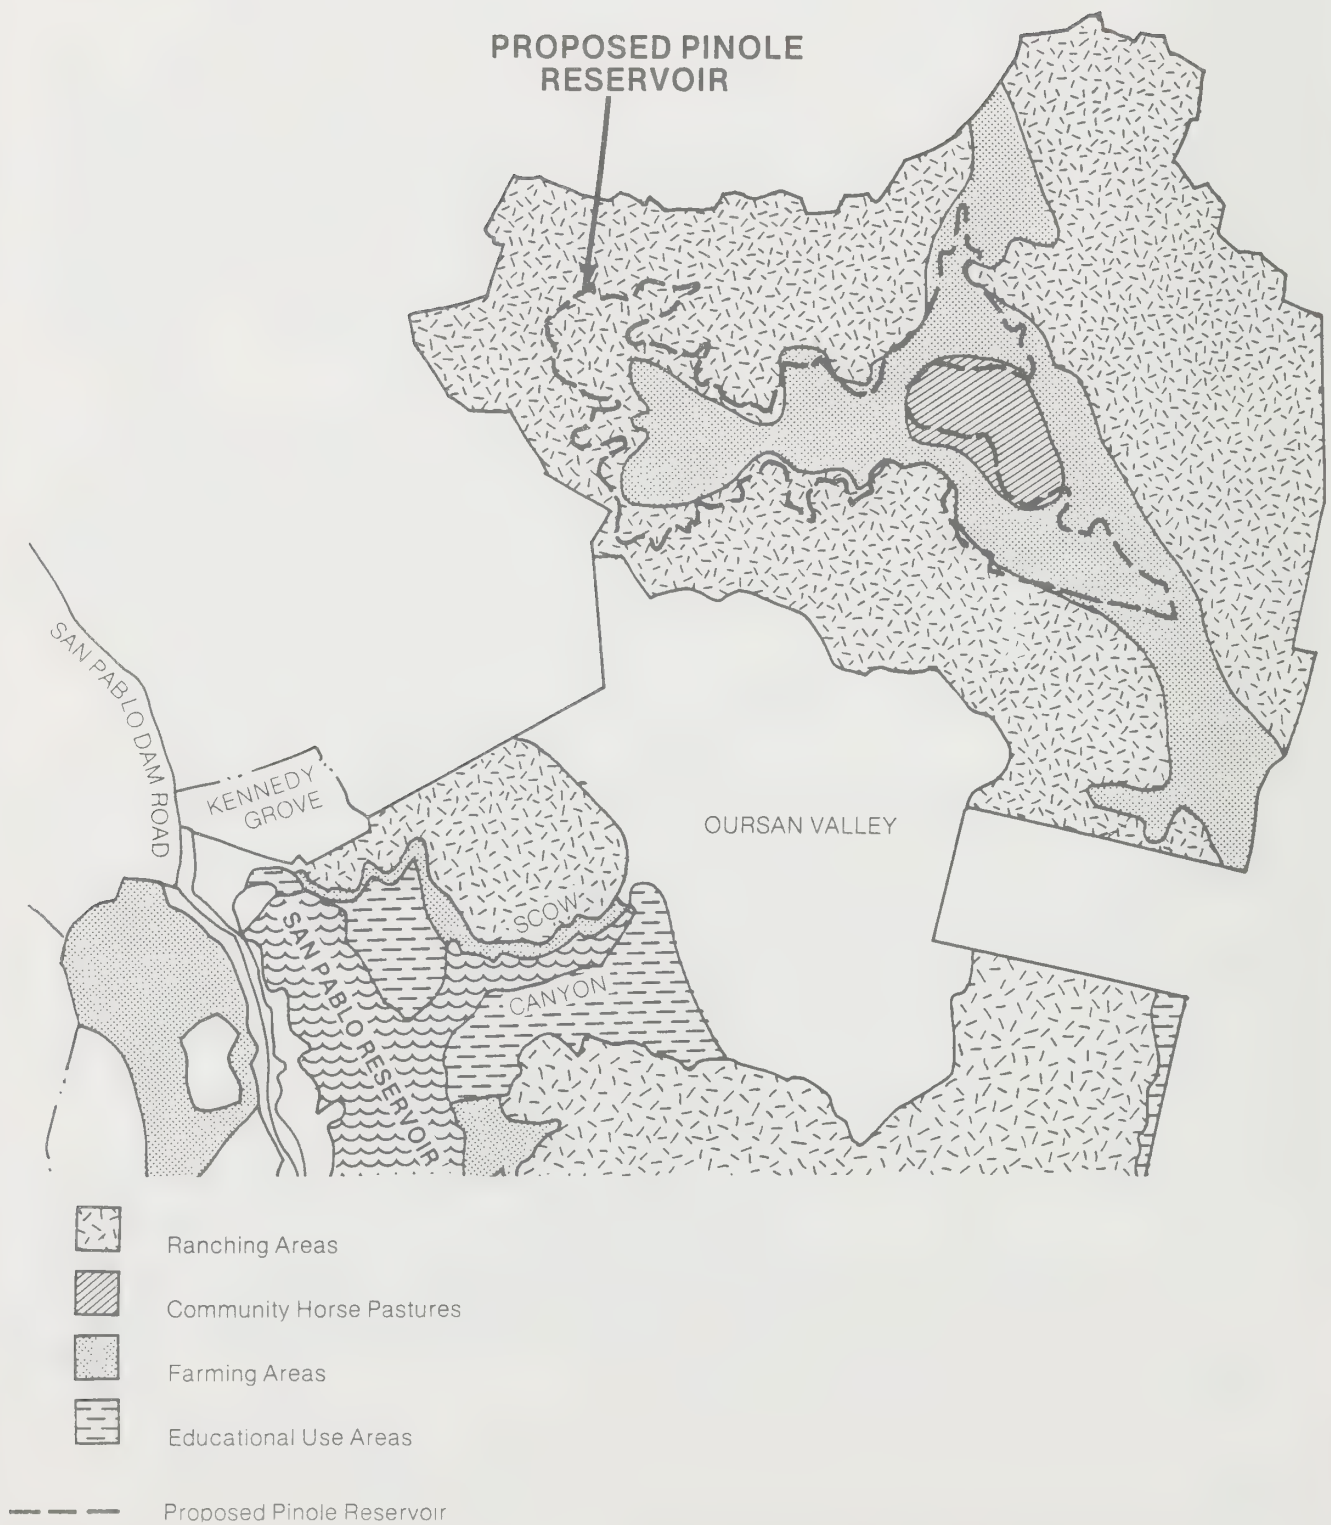 PROPOSED PINOLE
RESERVOIR
SAN PABLO DAM ROAD
KENNEDY
GROVE
OURSAN VALLEY
SCOW
CANYON
SAN PABLO RESERVOIR
Ranching Areas
Community Horse Pastures
Farming Areas
Educational Use Areas
Proposed Pinole Reservoir